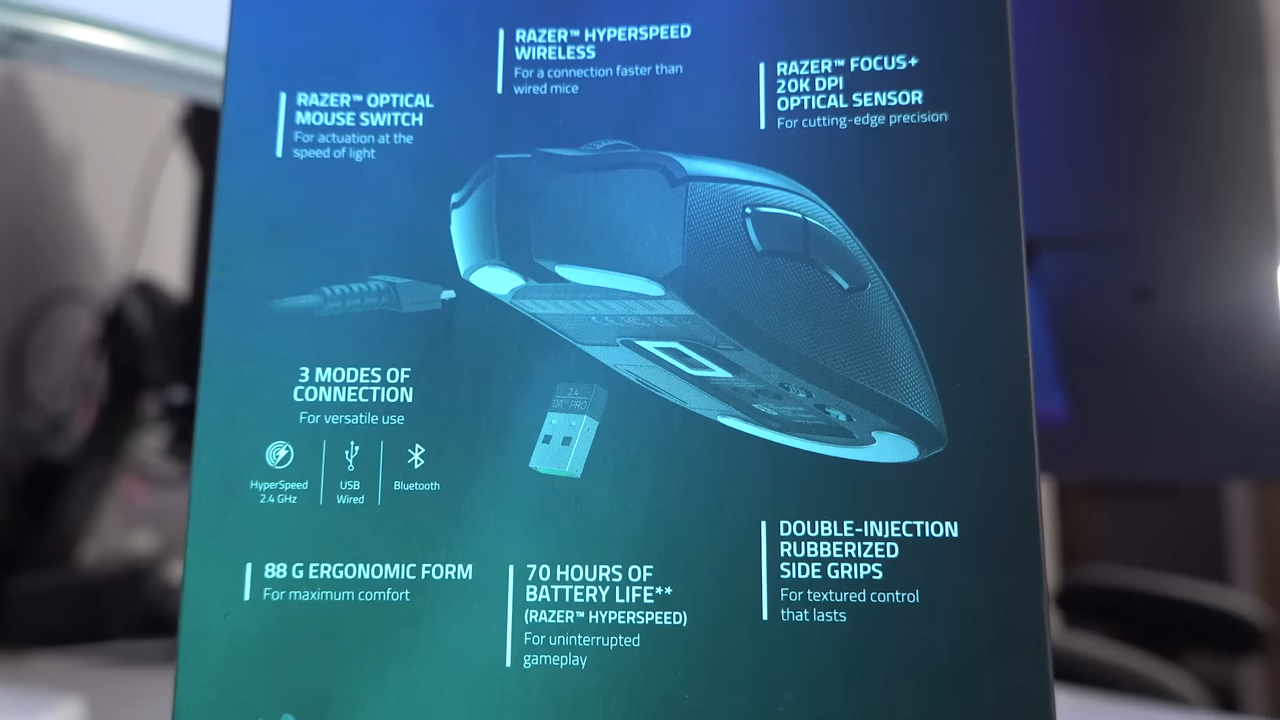 RAZER™ HYPERSPEED
WIRELESS
For a connection faster than
wired mice
RAZER™ FOCUS+
20K DPI
OPTICAL SENSOR
For cutting-edge precision
RAZER™ OPTICAL
MOUSE SWITCH
For actuation at the
speed of light
3 MODES OF
CONNECTION
For versatile use
HyperSpeed
2.4 GHz
USB
Wired
Bluetooth
2.4
PRO
88 G ERGONOMIC FORM
For maximum comfort
70 HOURS OF
BATTERY LIFE**
(RAZER™ HYPERSPEED)
For uninterrupted
gameplay
DOUBLE-INJECTION
RUBBERIZED
SIDE GRIPS
For textured control
that lasts